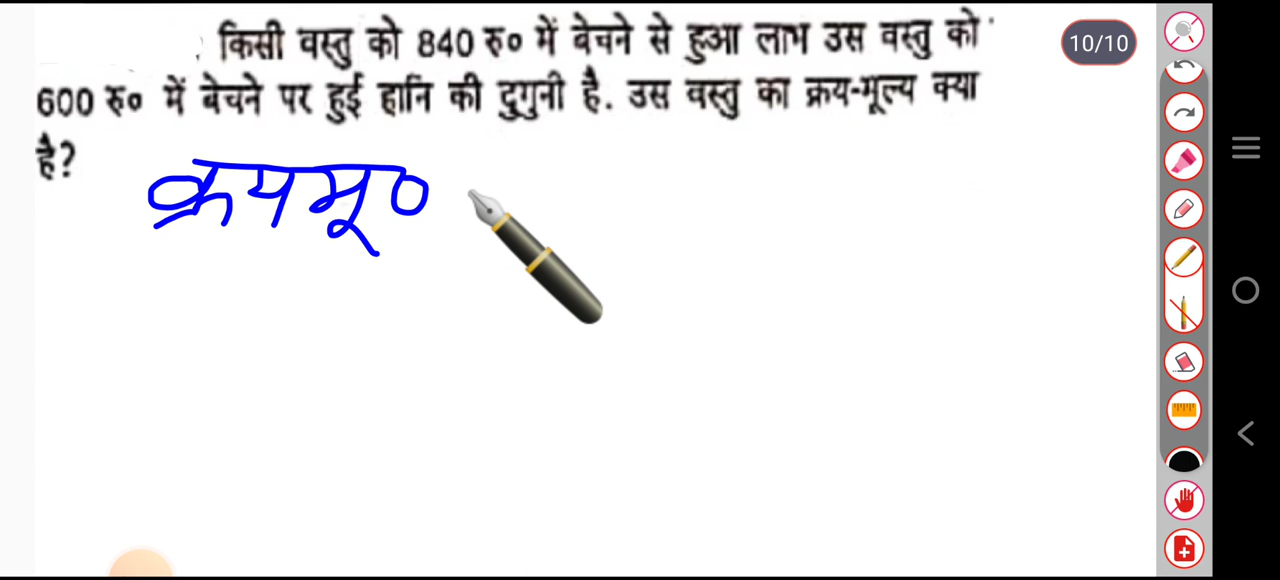 किसी वस्तु को 840 रु० में बेचने से हुआ लाभ उस वस्तु को
10/10
600 रु० में बेचने पर हुई हानि की दुगुनी है. उस वस्तु का क्रय-मूल्य क्या
है?
क्रयमू०